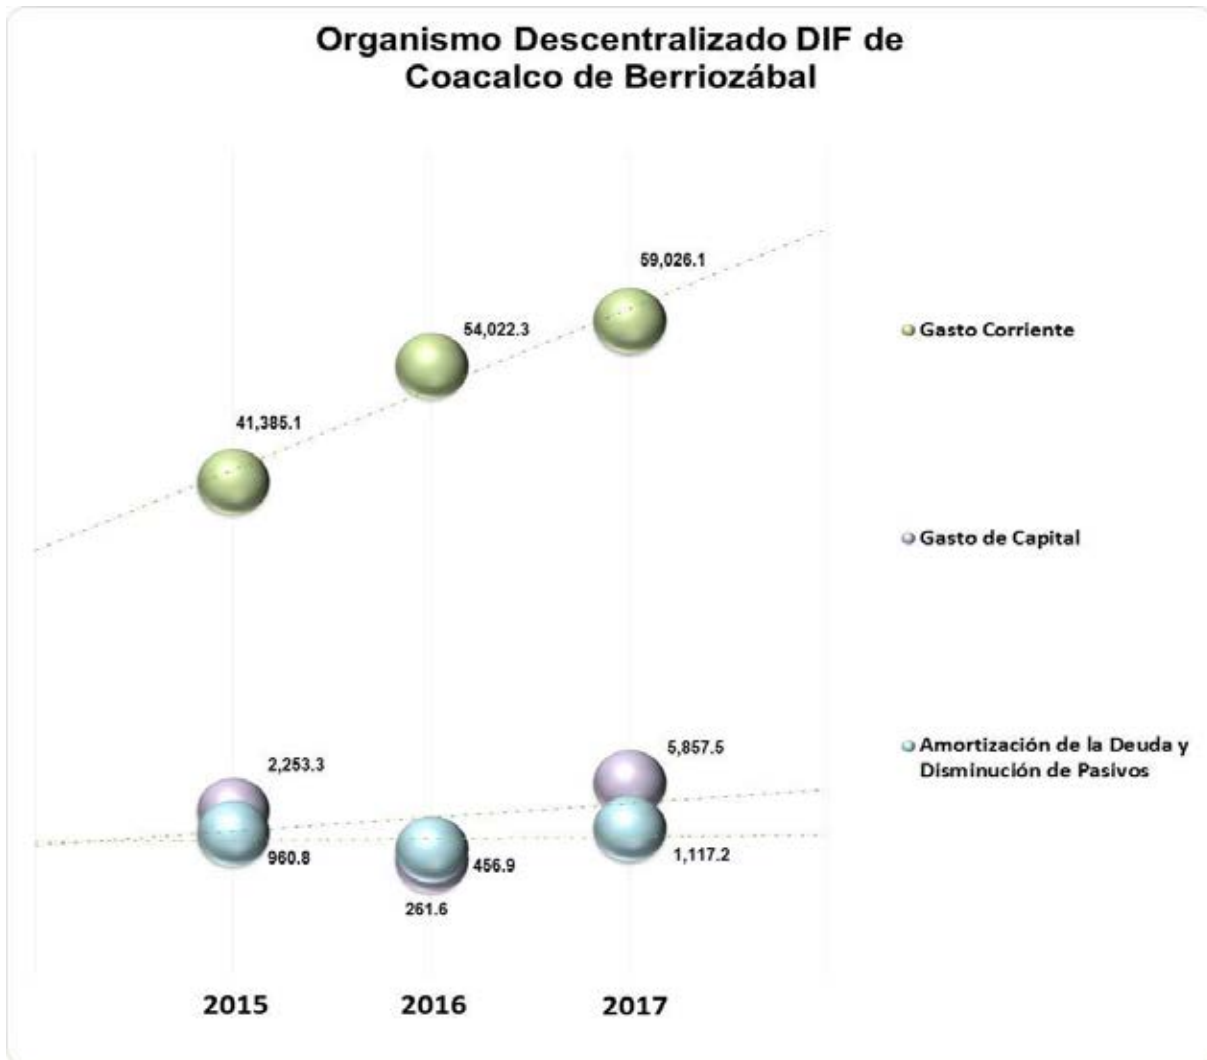 Organismo Descentralizado DIF de
Coacalco de Berriozábal
59,026.1
54,022.3
Gasto Corriente
41,385.1
Gasto de Capital
5,857.5
Amortización de la Deuda y
Disminución de Pasivos
2,253.3
960.8
456.9
1,117.2
261.6
2015
2016
2017